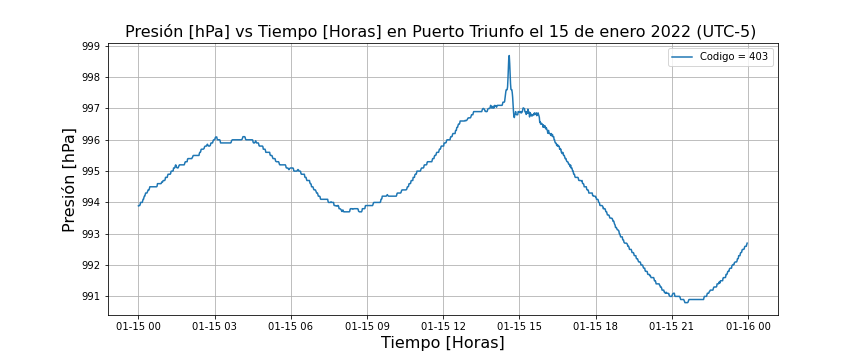 Presión [hPa] vs Tiempo [Horas] en Puerto Triunfo el 15 de enero 2022 (UTC-5)
Codigo = 403
Presión [hPa]
999
998
997
996
995
994
993
992
991
01-15 00 01-15 03 01-15 06 01-15 09 01-15 12 01-15 15 01-15 18 01-15 21 01-16 00
Tiempo [Horas]